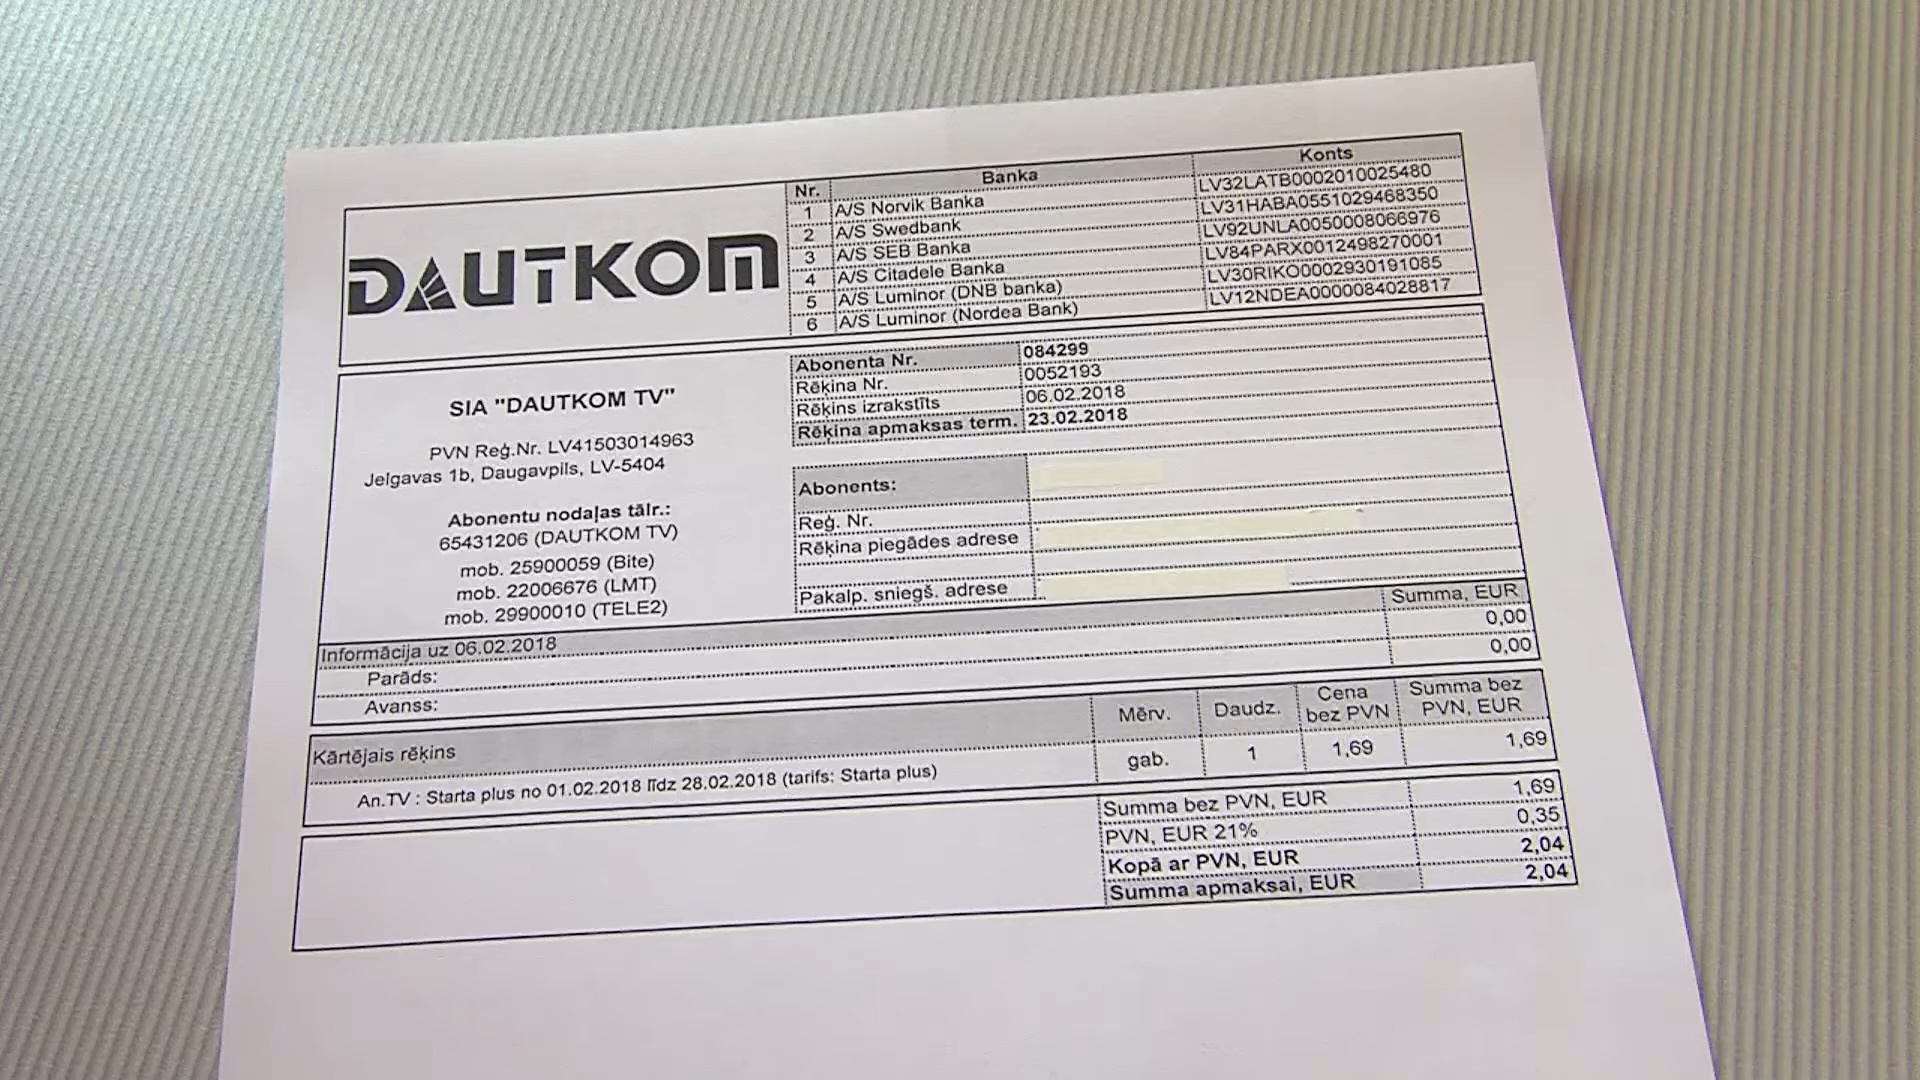 DAUTKOM
Nr. Banka Konts
1 A/S Norvik Banka LV32LATB0002010025480
2 A/S Swedbank LV31HABA0551029468350
3 A/S SEB Banka LV92UNLA0050008066976
4 A/S Citadele Banka LV84PARX0012498270001
5 A/S Luminor (DNB banka) LV30RIKO0002930191085
6 A/S Luminor (Nordea Bank) LV12NDEA0000084028817
SIA "DAUTKOM TV"
PVN Reģ.Nr. LV41503014963
Jelgavas 1b, Daugavpils, LV-5404
Abonentu nodaļas tālr.:
65431206 (DAUTKOM TV)
mob. 25900059 (Bite)
mob. 22006676 (LMT)
mob. 29900010 (TELE2)
Abonenta Nr. 084299
Rēķina Nr. 0052193
Rēķins izrakstīts 06.02.2018
Rēķina apmaksas term. 23.02.2018
Abonents:
Reģ. Nr.
Rēķina piegādes adrese
Pakalp. sniegš. adrese
Informācija uz 06.02.2018 Summa, EUR
Parāds: 0,00
Avanss: 0,00
Kārtējais rēķins Mērv. Daudz. Cena bez PVN Summa bez PVN, EUR
An.TV : Starta plus no 01.02.2018 līdz 28.02.2018 (tarifs: Starta plus) gab. 1 1,69 1,69
Summa bez PVN, EUR 1,69
PVN, EUR 21% 0,35
Kopā ar PVN, EUR 2,04
Summa apmaksai, EUR 2,04